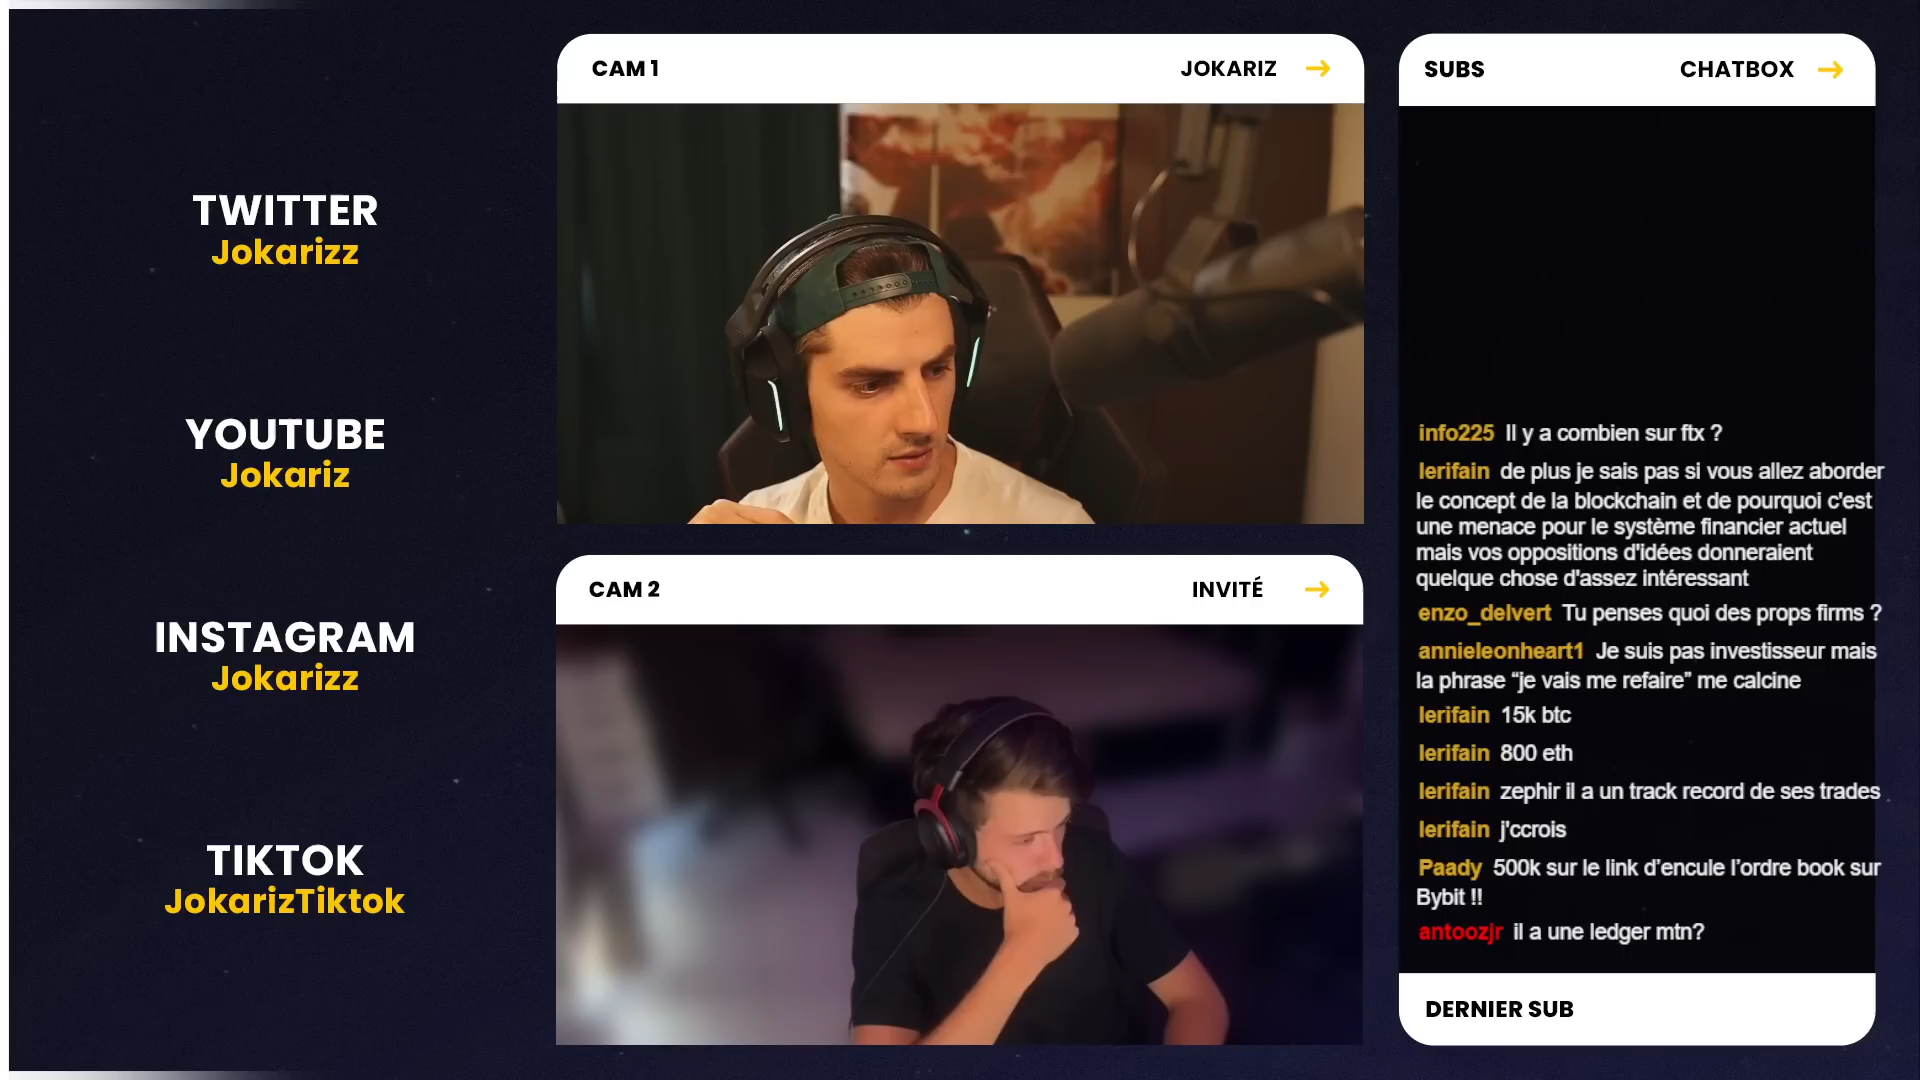 TWITTER
Jokarizz
YOUTUBE
Jokariz
INSTAGRAM
Jokarizz
TIKTOK
JokarizTiktok
CAM 1 JOKARIZ
CAM 2 INVITÉ
SUBS CHATBOX
info225 Il y a combien sur ftx ?
lerifain de plus je sais pas si vous allez aborder
le concept de la blockchain et de pourquoi c'est
une menace pour le système financier actuel
mais vos oppositions d'idées donneraient
quelque chose d'assez intéressant
enzo_delvert Tu penses quoi des props firms ?
annieleonheart1 Je suis pas investisseur mais
la phrase “je vais me refaire” me calcine
lerifain 15k btc
lerifain 800 eth
lerifain zephir il a un track record de ses trades
lerifain j'ccrois
Paady 500k sur le link d’encule l’ordre book sur
Bybit !!
antoozjr il a une ledger mtn?
DERNIER SUB